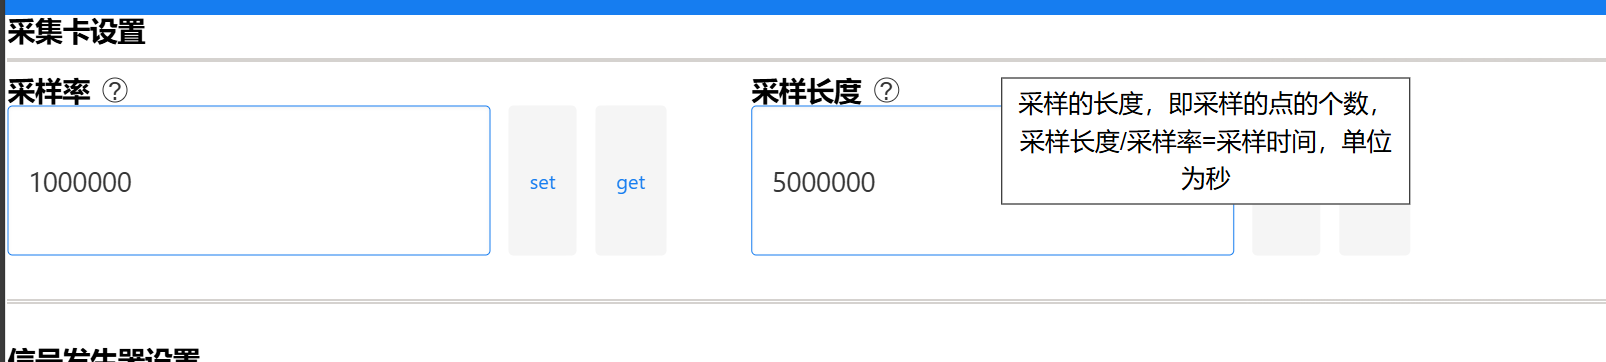 采集卡设置
采样率 ?
采样长度 ?
采样的长度，即采样的点的个数，
采样长度/采样率=采样时间，单位
为秒
1000000
set
get
5000000
信号发生器设置